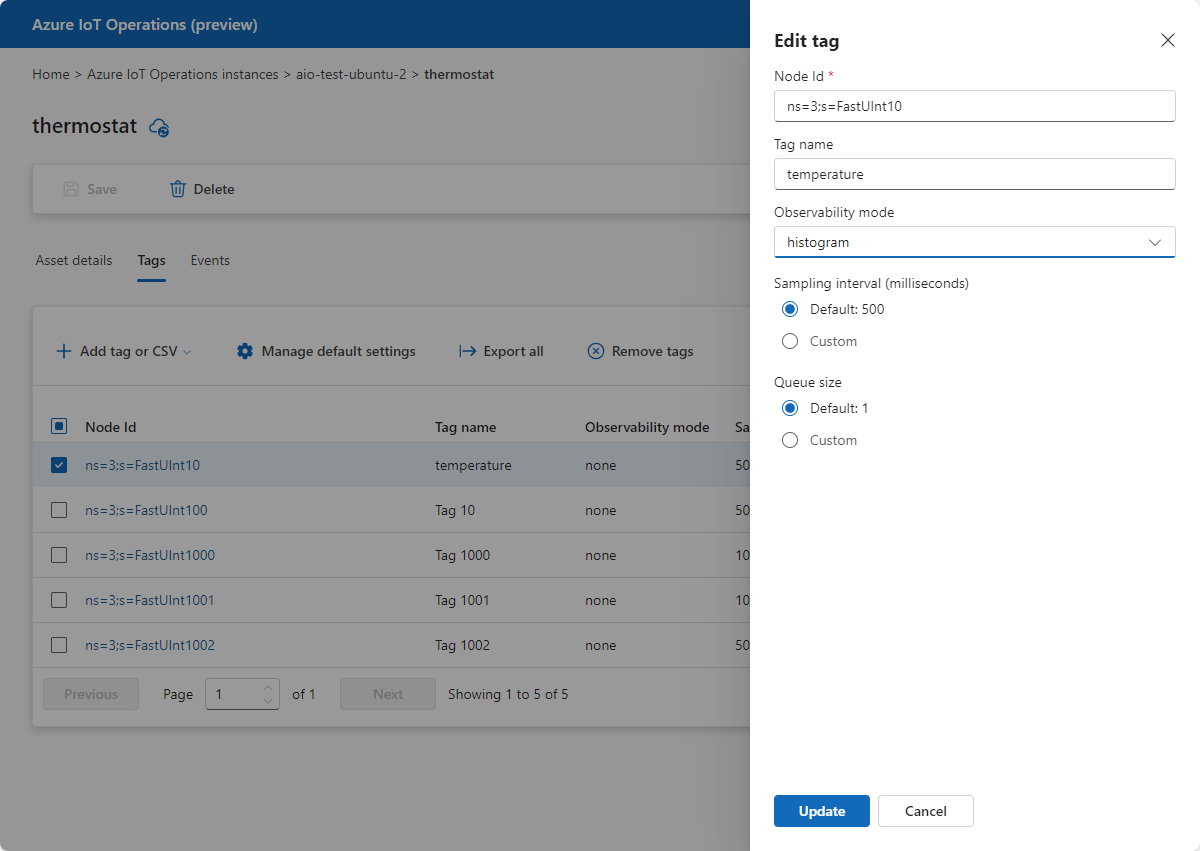 Azure IoT Operations (preview)
Home > Azure IoT Operations instances > aio-test-ubuntu-2 > thermostat
thermostat
Save Delete
Asset details Tags Events
Add tag or CSV Manage default settings Export all Remove tags
Node Id Tag name Observability mode Sa
ns=3;s=FastUInt10 temperature none 50
ns=3;s=FastUInt100 Tag 10 none 50
ns=3;s=FastUInt1000 Tag 1000 none 10
ns=3;s=FastUInt1001 Tag 1001 none 10
ns=3;s=FastUInt1002 Tag 1002 none 50
Previous Page 1 of 1 Next Showing 1 to 5 of 5
Edit tag
Node Id *
ns=3;s=FastUInt10
Tag name
temperature
Observability mode
histogram
Sampling interval (milliseconds)
Default: 500
Custom
Queue size
Default: 1
Custom
Update Cancel